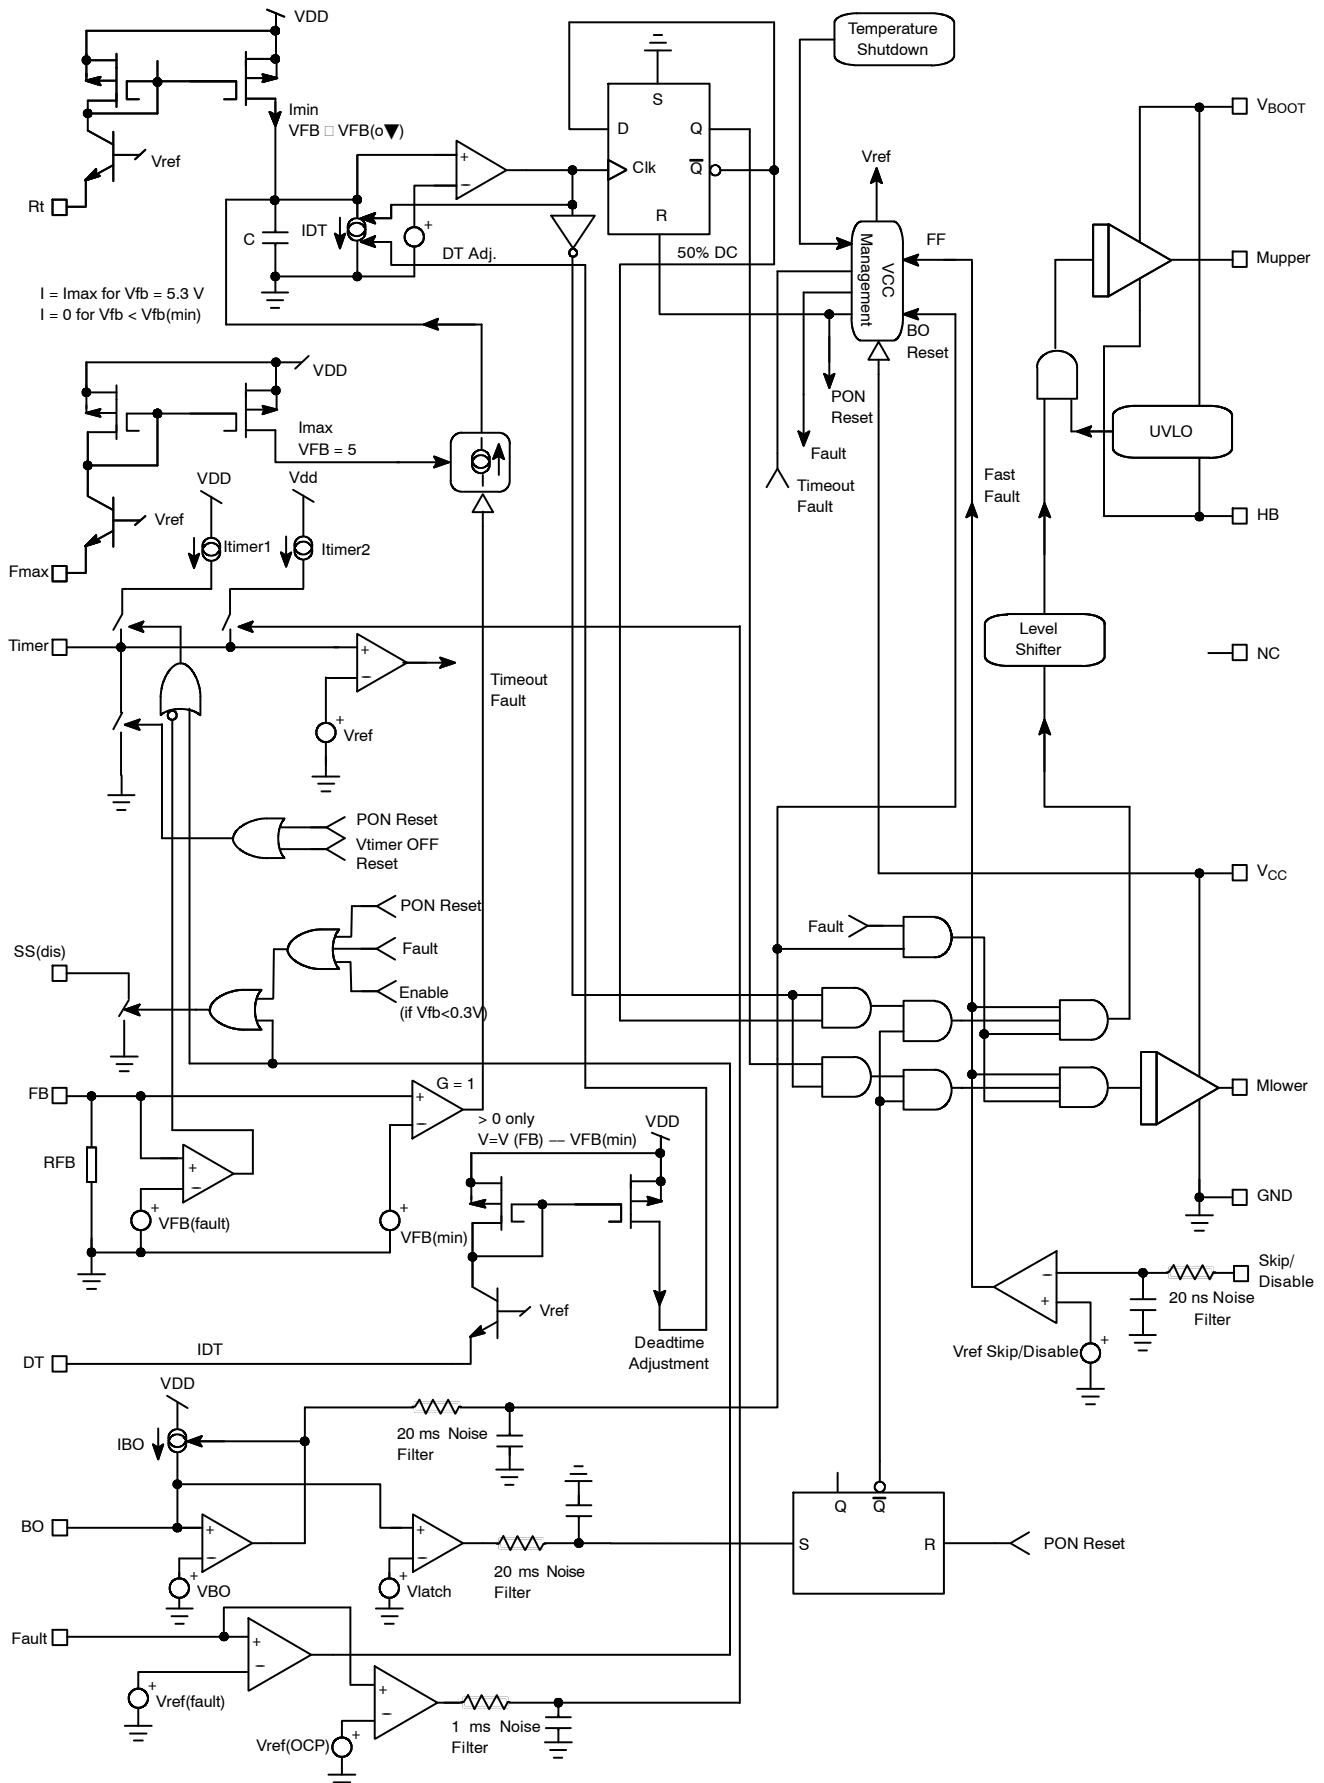 VDD
Temperature
Shutdown
Imin
VFB □ VFB(o▼)
Vref
Rt
S
D
Q
Clk
Q
R
+
−
C
IDT
+
DT Adj.
50% DC
Vref
VCC
Management
FF
BO
Reset
PON
Reset
Fault
Timeout
Fault
VBOOT
Mupper
UVLO
HB
I = Imax for Vfb = 5.3 V
I = 0 for Vfb < Vfb(min)
VDD
Imax
VFB = 5
VDD
Vdd
Vref
Itimer1
Itimer2
Fmax
Fast
Fault
Timer
+
−
Timeout
Fault
+
Vref
Level
Shifter
NC
PON Reset
Vtimer OFF
Reset
VCC
PON Reset
Fault
Enable
(if Vfb<0.3V)
SS(dis)
Fault
FB
+
−
G = 1
> 0 only
V=V (FB) –– VFB(min)
VDD
Mlower
RFB
+
−
+
VFB(fault)
+
VFB(min)
GND
Vref
Skip/
Disable
−
+
20 ns Noise
Filter
Vref Skip/Disable
+
DT
IDT
Deadtime
Adjustment
VDD
IBO
20 ms Noise
Filter
BO
+
−
+
VBO
+
−
+
Vlatch
20 ms Noise
Filter
Q
Q
S
R
PON Reset
Fault
+
−
+
Vref(fault)
+
−
+
Vref(OCP)
1 ms Noise
Filter